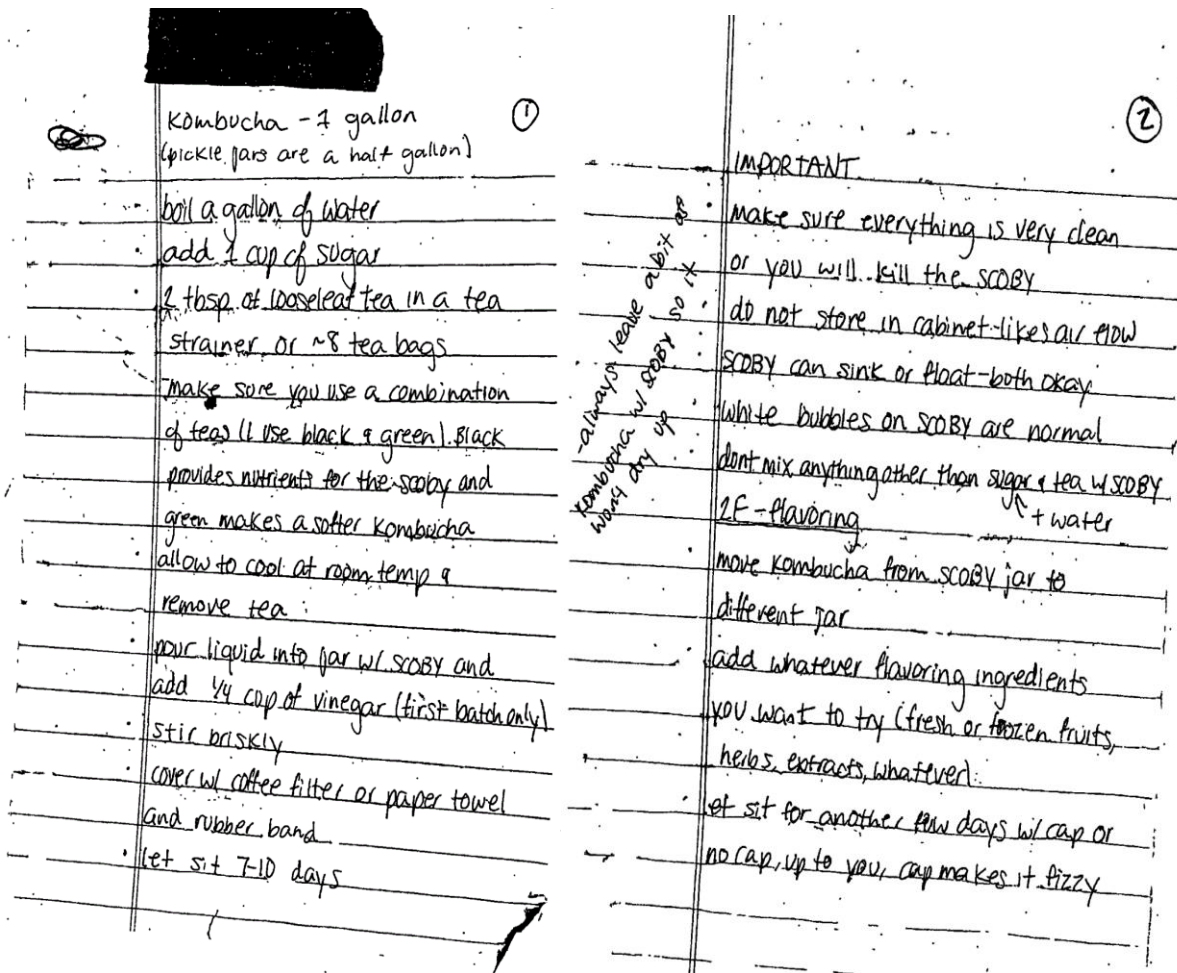 ①
Kombucha - 1 gallon
(pickle jars are a half gallon)
boil a gallon of water
add 1 cup of sugar
2 tbsp of looseleaf tea in a tea
strainer or ~8 tea bags
make sure you use a combination
of teas (I use black & green). Black
provides nutrients for the scoby and
green makes a softer kombucha
allow to cool at room temp &
remove tea
pour liquid into jar w/ SCOBY and
add 1/4 cup of vinegar (first batch only)
stir briskly
cover w/ coffee filter or paper towel
and rubber band
let sit 7-10 days
②
IMPORTANT
make sure everything is very clean
or you will kill the SCOBY
do not store in cabinet-likes air flow
SCOBY can sink or float-both okay
white bubbles on SCOBY are normal
dont mix anything other than sugar & tea w/ SCOBY
+ water
-always leave a bit of
kombucha w/ SCOBY so it
wont dry up
2F-flavoring
move kombucha from SCOBY jar to
different jar
add whatever flavoring ingredients
you want to try (fresh or frozen fruits,
herbs, extracts, whatever)
et sit for another few days w/ cap or
no cap, up to you, cap makes it fizzy